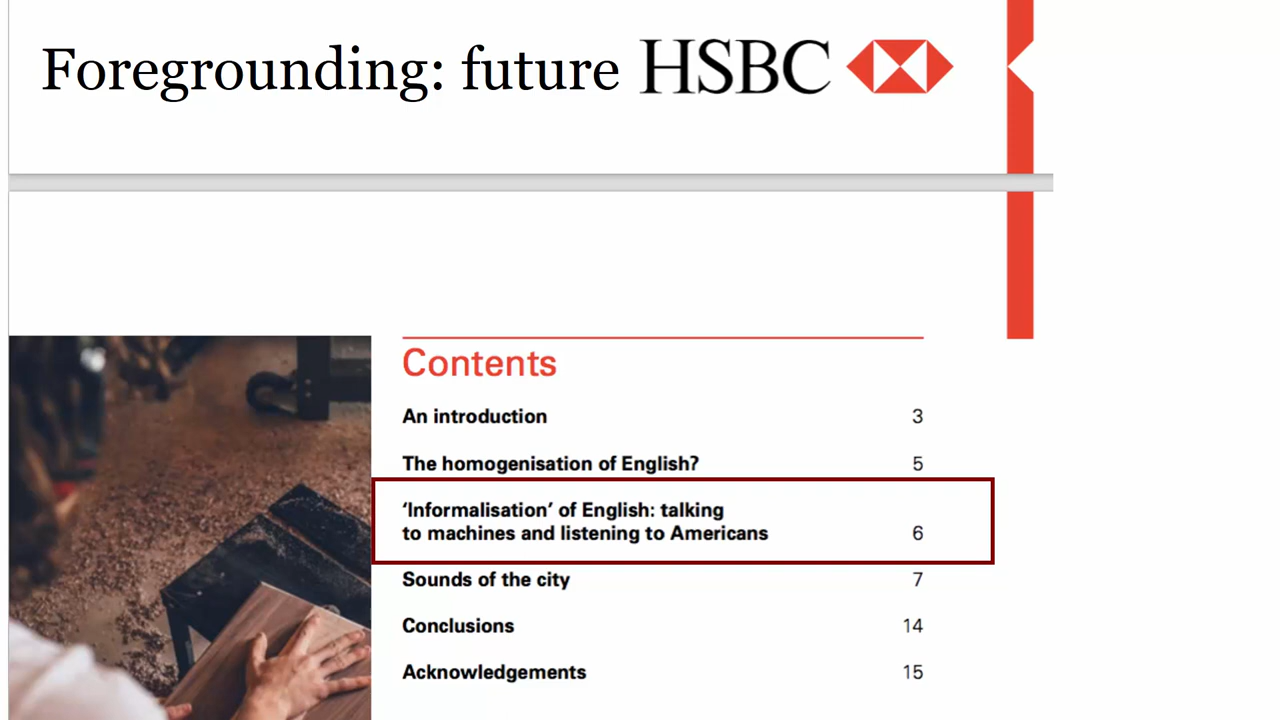 Foregrounding: future HSBC
Contents
An introduction 3
The homogenisation of English? 5
‘Informalisation’ of English: talking
to machines and listening to Americans 6
Sounds of the city 7
Conclusions 14
Acknowledgements 15